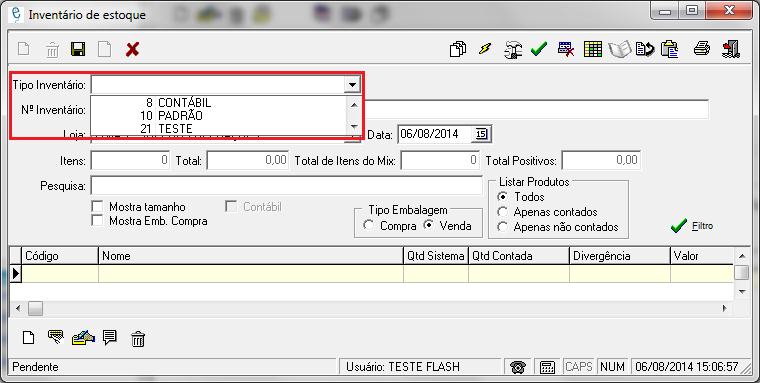 Inventário de estoque
Tipo Inventário:
8 CONTÁBIL
Nº Inventário:
10 PADRÃO
21 TESTE
Loja:
Data: 06/08/2014 15
Itens: 0 Total: 0,00 Total de Itens do Mix: 0 Total Positivos: 0,00
Pesquisa:
Listar Produtos
Todos
Mostra tamanho Contábil
Tipo Embalagem
Apenas contados
Mostra Emb. Compra
Compra Venda
Apenas não contados
Filtro
Código Nome Qtd Sistema Qtd Contada Divergência Valor
Pendente Usuário: TESTE FLASH CAPS NUM 06/08/2014 15:06:57